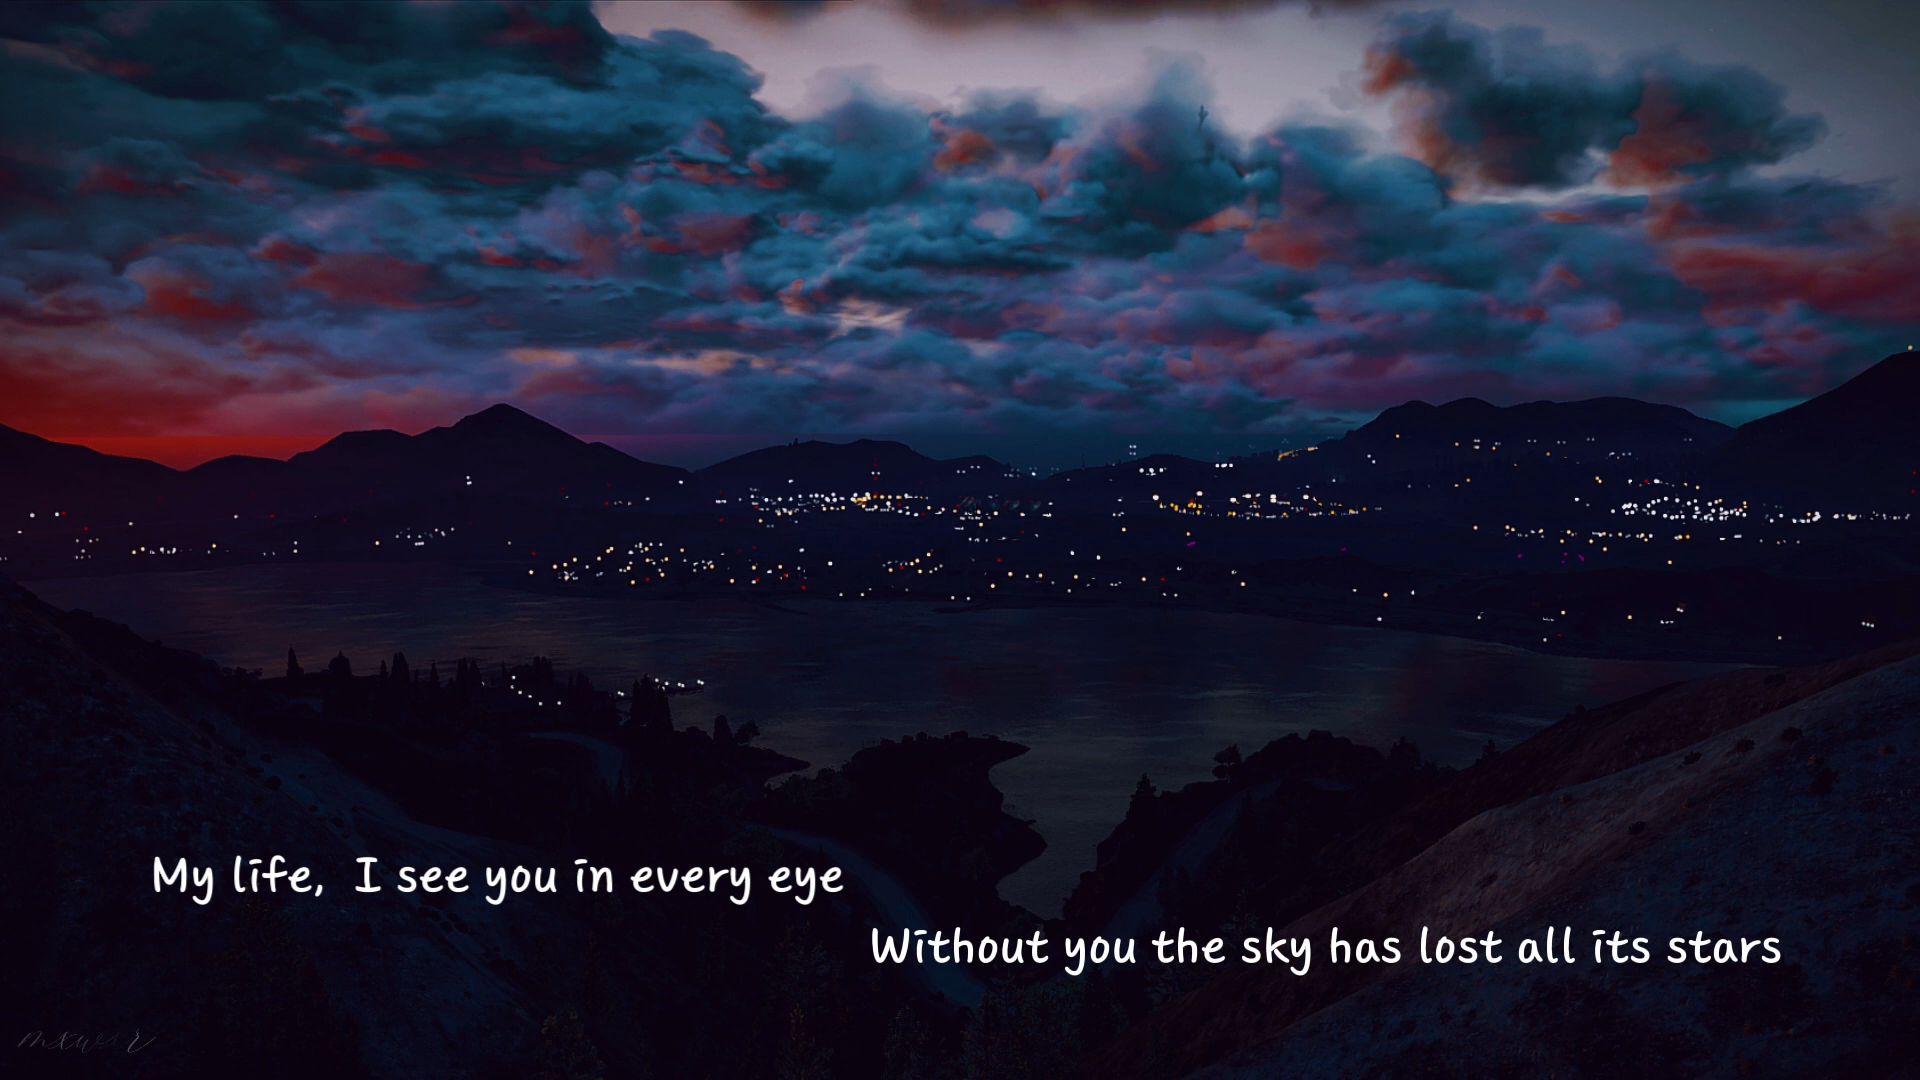 My life, I see you in every eye
Without you the sky has lost all its stars